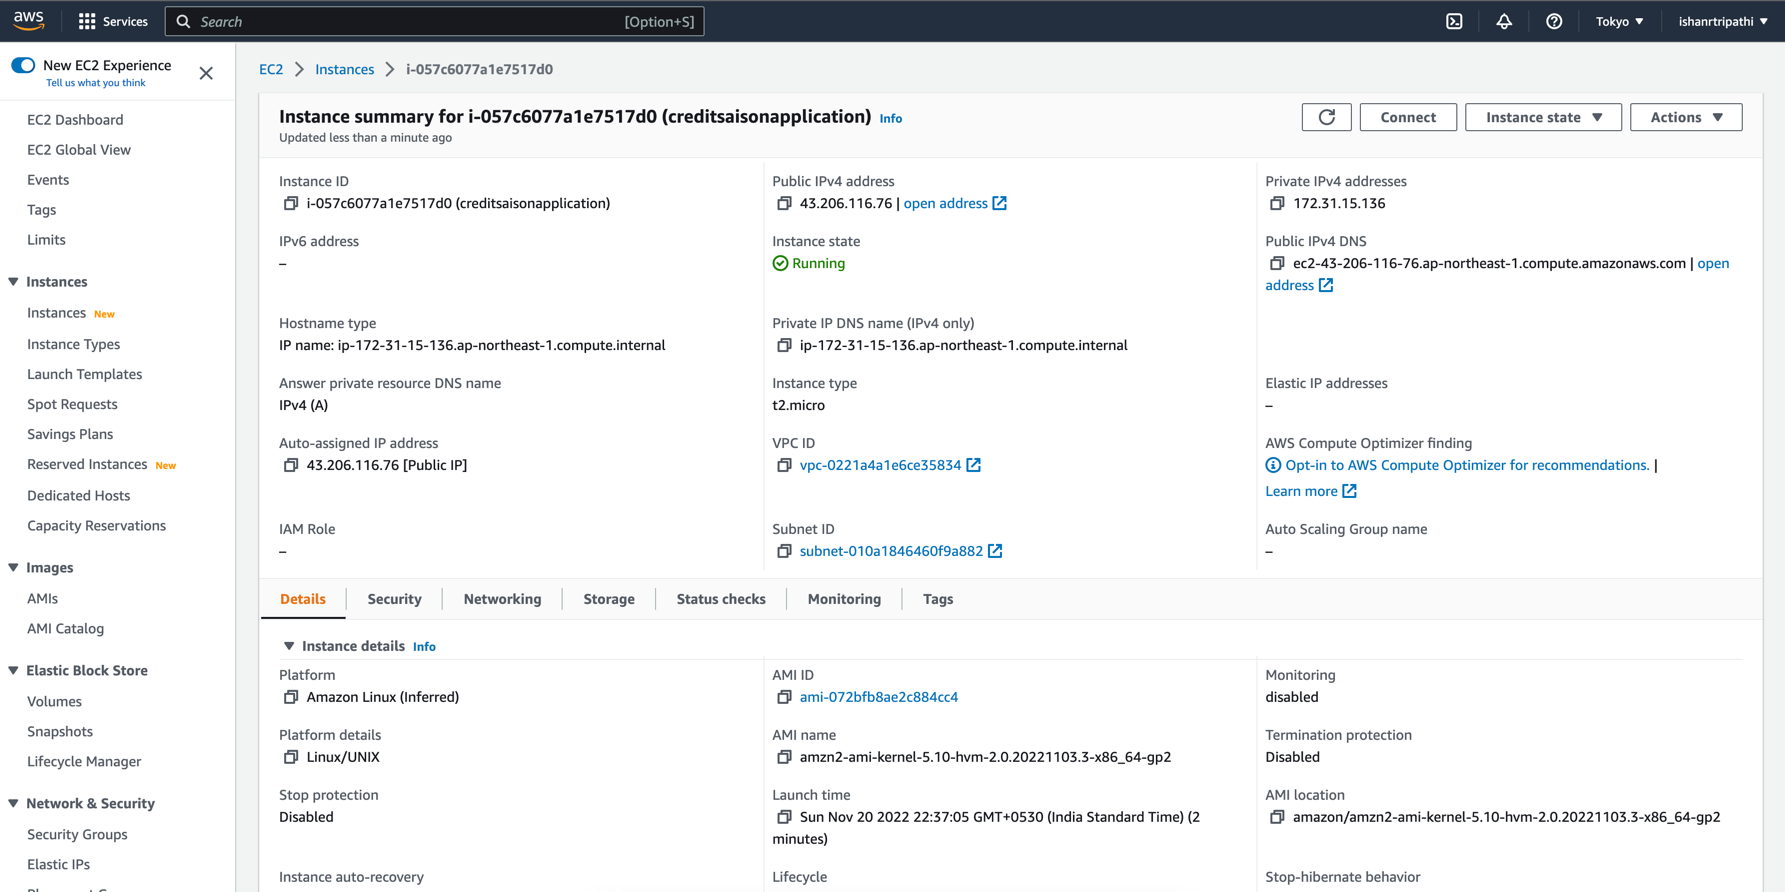 aws
Services
Search
[Option+S]
Tokyo
ishanrtripathi
New EC2 Experience
Tell us what you think
EC2 Dashboard
EC2 Global View
Events
Tags
Limits
Instances
Instances New
Instance Types
Launch Templates
Spot Requests
Savings Plans
Reserved Instances New
Dedicated Hosts
Capacity Reservations
Images
AMIs
AMI Catalog
Elastic Block Store
Volumes
Snapshots
Lifecycle Manager
Network & Security
Security Groups
Elastic IPs
EC2 > Instances > i-057c6077a1e7517d0
Instance summary for i-057c6077a1e7517d0 (creditsaisonapplication) Info
Updated less than a minute ago
Connect
Instance state
Actions
Instance ID
i-057c6077a1e7517d0 (creditsaisonapplication)
Public IPv4 address
43.206.116.76 | open address
Private IPv4 addresses
172.31.15.136
IPv6 address
–
Instance state
Running
Public IPv4 DNS
ec2-43-206-116-76.ap-northeast-1.compute.amazonaws.com | open
address
Hostname type
IP name: ip-172-31-15-136.ap-northeast-1.compute.internal
Private IP DNS name (IPv4 only)
ip-172-31-15-136.ap-northeast-1.compute.internal
Answer private resource DNS name
IPv4 (A)
Instance type
t2.micro
Elastic IP addresses
–
Auto-assigned IP address
43.206.116.76 [Public IP]
VPC ID
vpc-0221a4a1e6ce35834
AWS Compute Optimizer finding
Opt-in to AWS Compute Optimizer for recommendations. |
Learn more
IAM Role
–
Subnet ID
subnet-010a1846460f9a882
Auto Scaling Group name
–
Details
Security
Networking
Storage
Status checks
Monitoring
Tags
Instance details Info
Platform
Amazon Linux (Inferred)
AMI ID
ami-072bfb8ae2c884cc4
Monitoring
disabled
Platform details
Linux/UNIX
AMI name
amzn2-ami-kernel-5.10-hvm-2.0.20221103.3-x86_64-gp2
Termination protection
Disabled
Stop protection
Disabled
Launch time
Sun Nov 20 2022 22:37:05 GMT+0530 (India Standard Time) (2
minutes)
AMI location
amazon/amzn2-ami-kernel-5.10-hvm-2.0.20221103.3-x86_64-gp2
Instance auto-recovery
Lifecycle
Stop-hibernate behavior